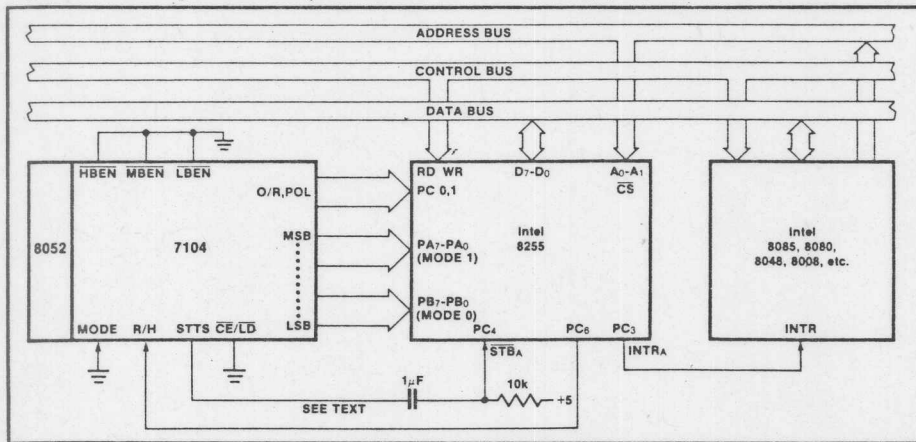 ADDRESS BUS
CONTROL BUS
DATA BUS
HBEN MBEN LBEN
O/R,POL
8052
7104
MSB
LSB
MODE R/H STTS CE/LD
RD WR D7-D0 A0-A1
CS
PC 0,1
Intel
8255
PA7-PA0
(MODE 1)
PB7-PB0
(MODE 0)
PC4 PC6 PC3
Intel
8085, 8080,
8048, 8008, etc.
INTR
STBA
INTRA
1μF
10k
+5
SEE TEXT